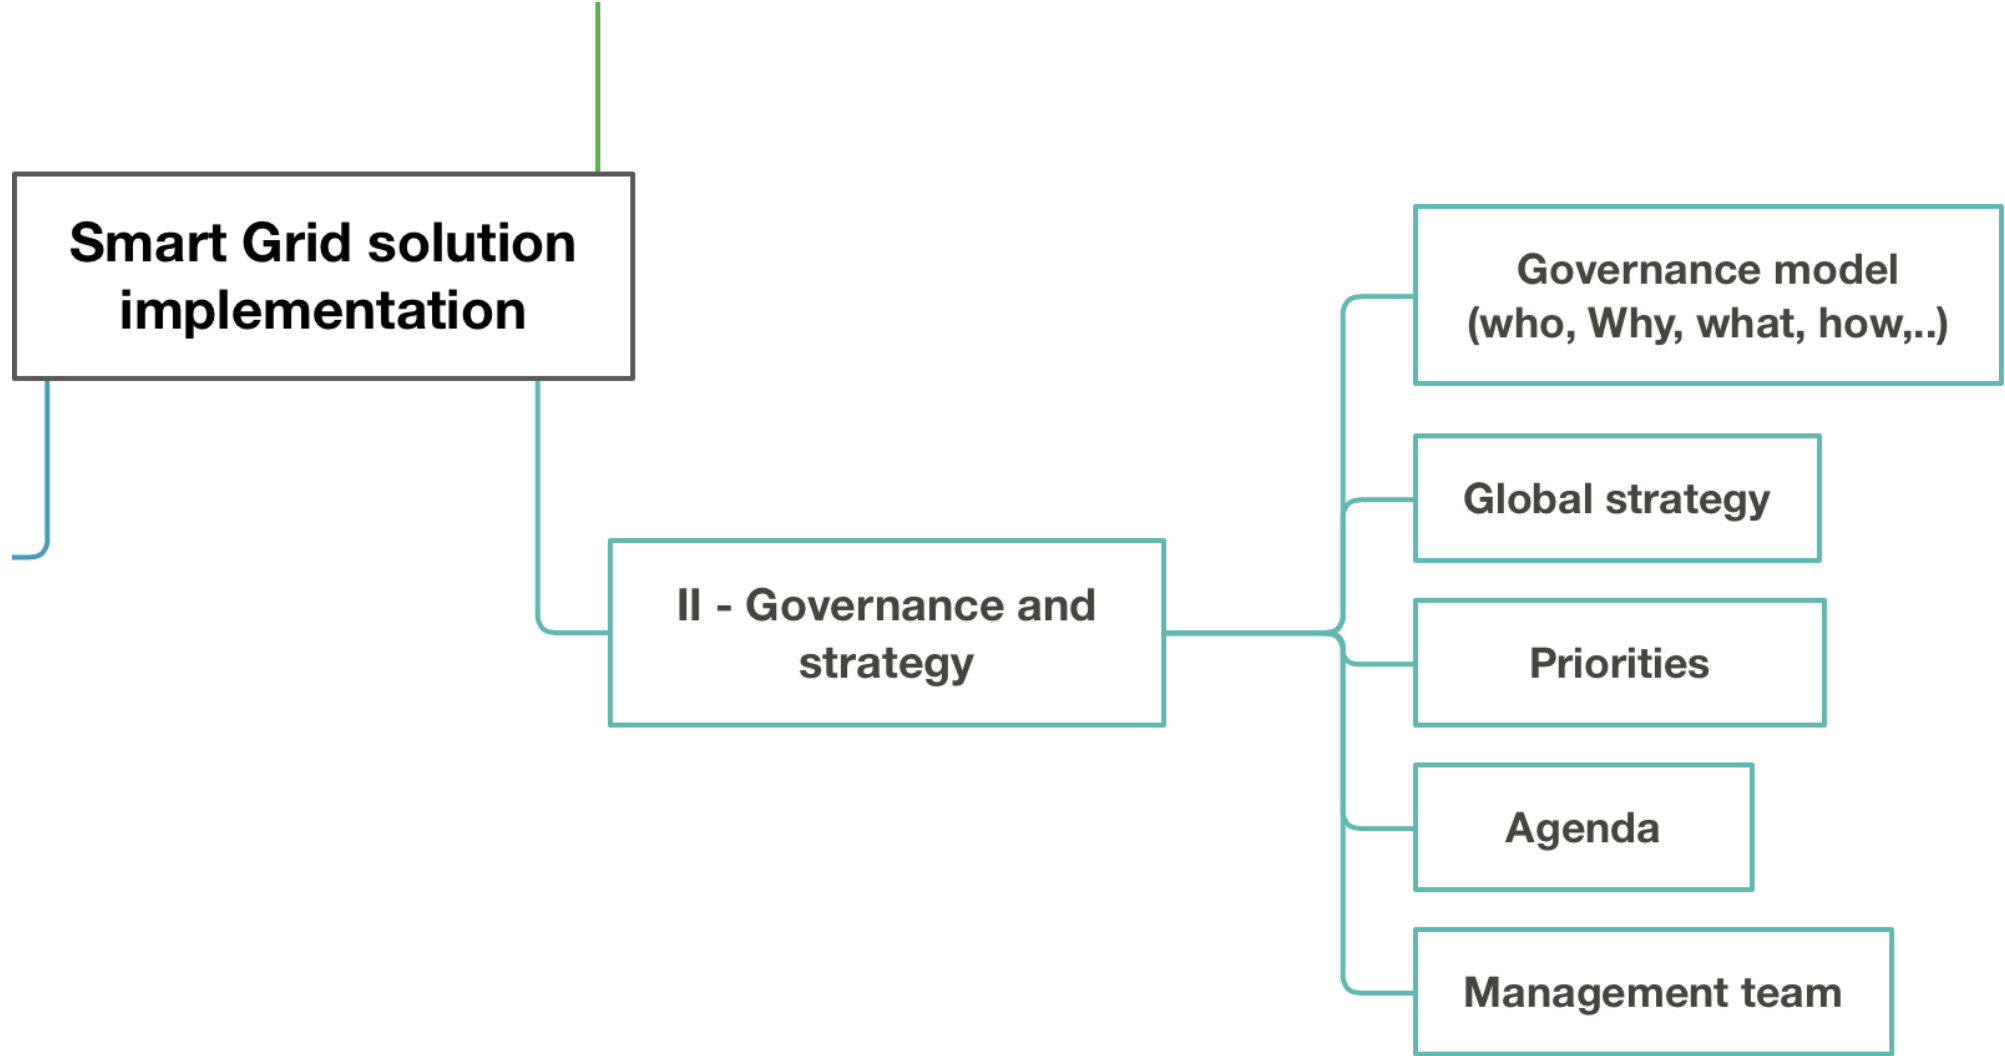 Smart Grid solution
implementation
Governance model
(who, Why, what, how,..)
Global strategy
II - Governance and
strategy
Priorities
Agenda
Management team